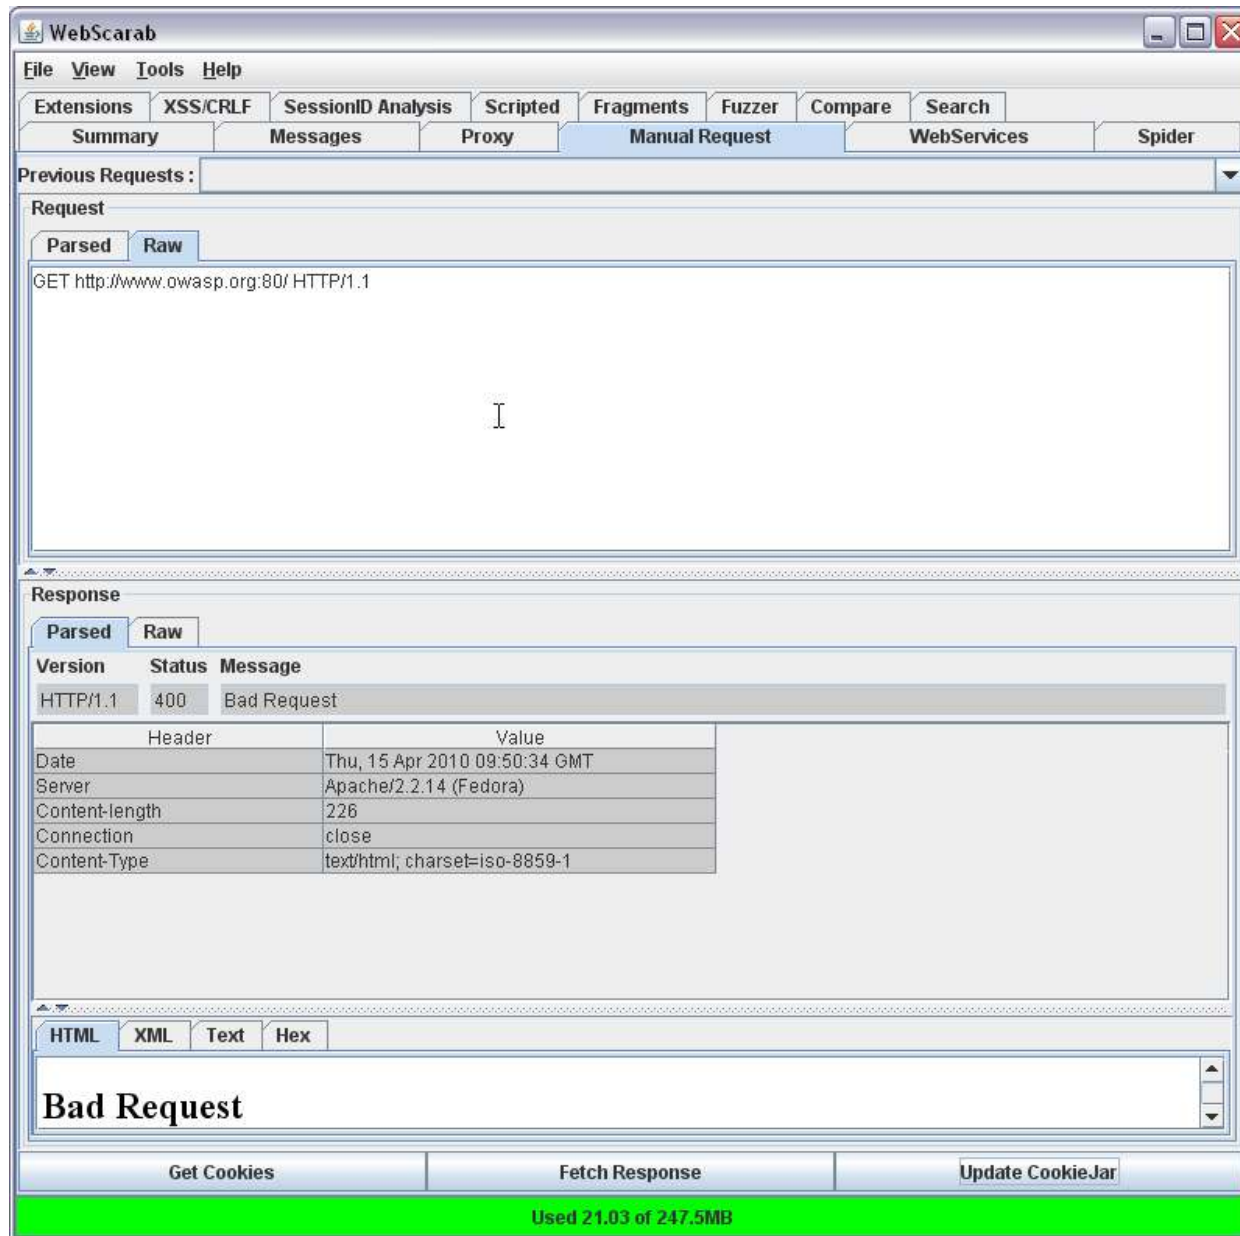 WebScarab
File View Tools Help
Extensions XSS/CRLF SessionID Analysis Scripted Fragments Fuzzer Compare Search
Summary Messages Proxy Manual Request WebServices Spider
Previous Requests :
Request
Parsed Raw
GET http://www.owasp.org:80/ HTTP/1.1
Response
Parsed Raw
Version Status Message
HTTP/1.1 400 Bad Request
Header Value
Date Thu, 15 Apr 2010 09:50:34 GMT
Server Apache/2.2.14 (Fedora)
Content-length 226
Connection close
Content-Type text/html; charset=iso-8859-1
HTML XML Text Hex
Bad Request
Get Cookies Fetch Response Update CookieJar
Used 21.03 of 247.5MB